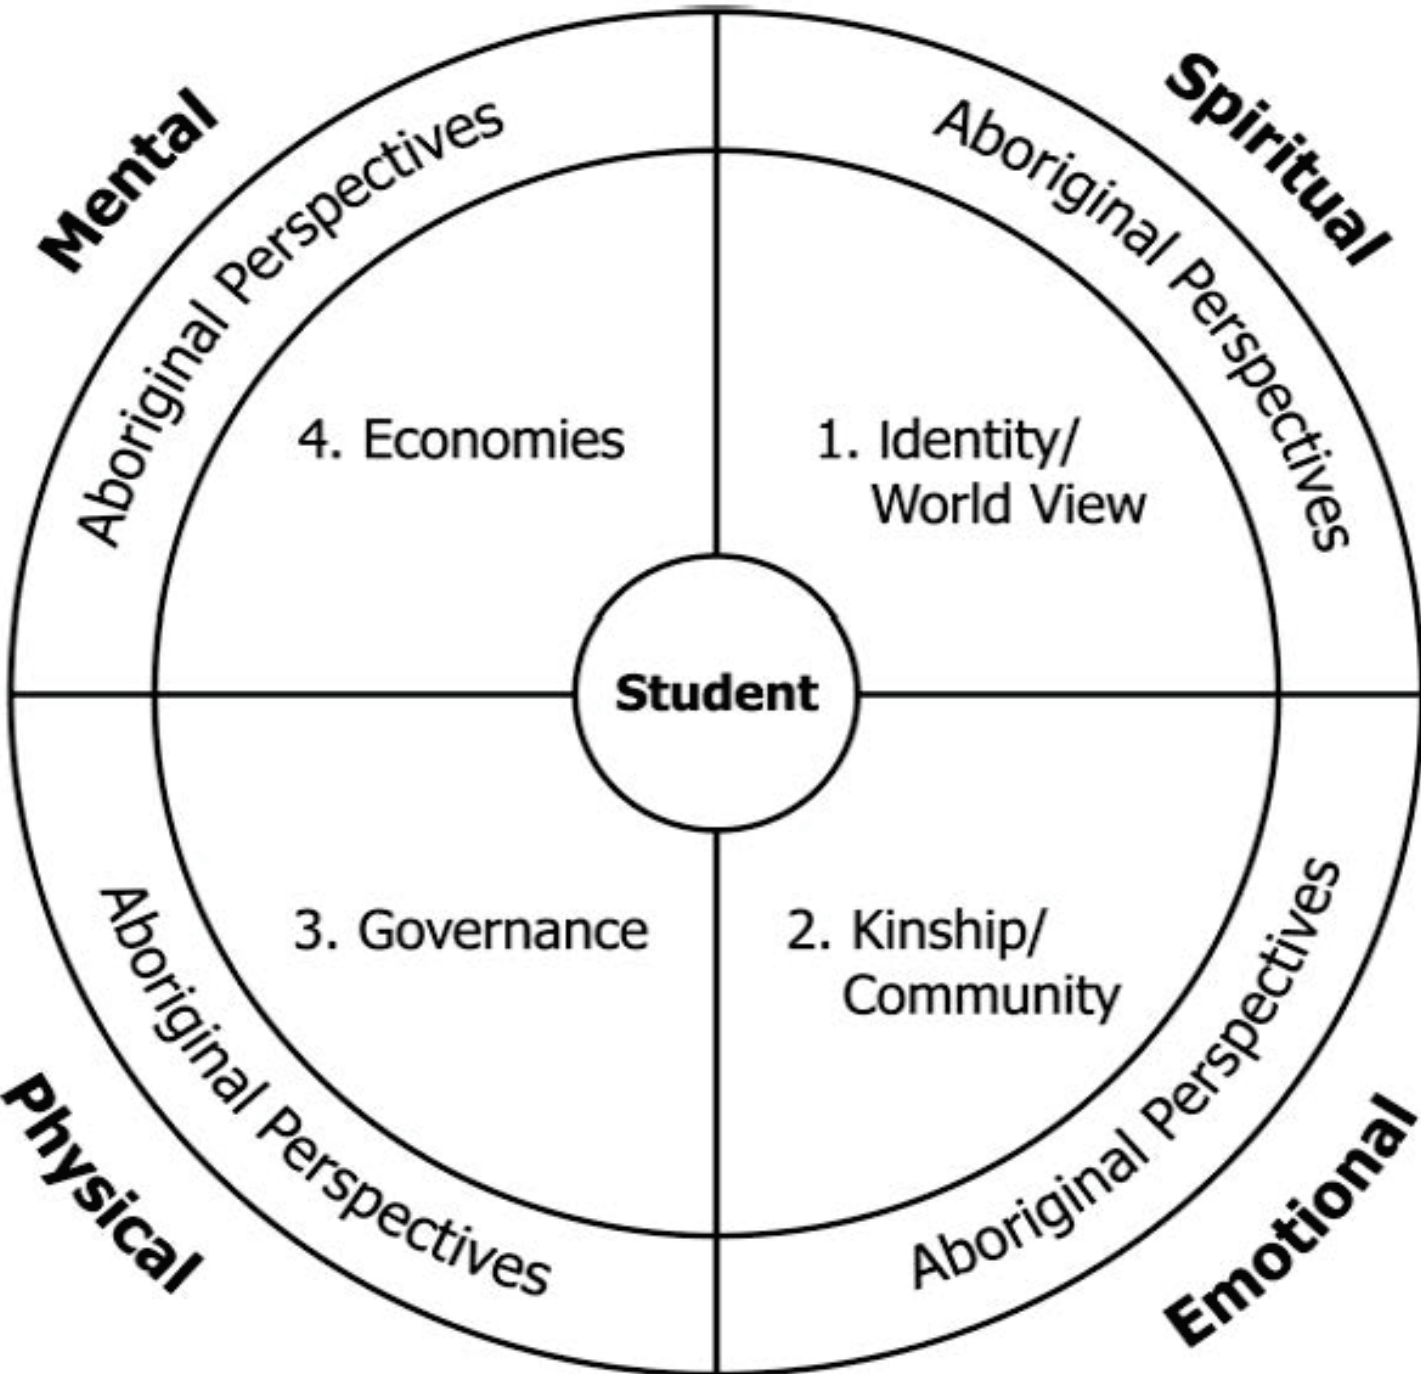 Mental
Spiritual
Aboriginal Perspectives
Aboriginal Perspectives
4. Economies
1. Identity/
World View
Student
3. Governance
2. Kinship/
Community
Aboriginal Perspectives
Aboriginal Perspectives
Physical
Emotional